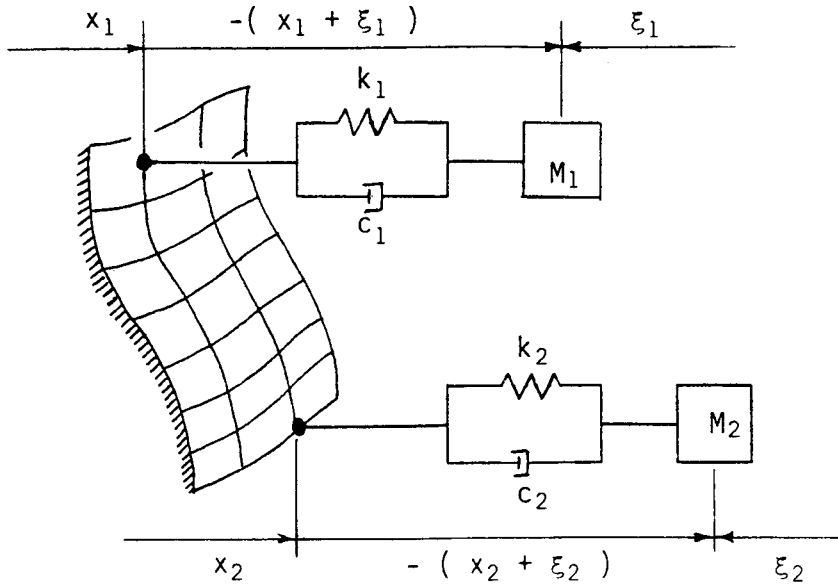 x₁ -( x₁ + ξ₁ ) ξ₁
k₁
M₁
c₁
k₂
M₂
c₂
x₂ -( x₂ + ξ₂ ) ξ₂